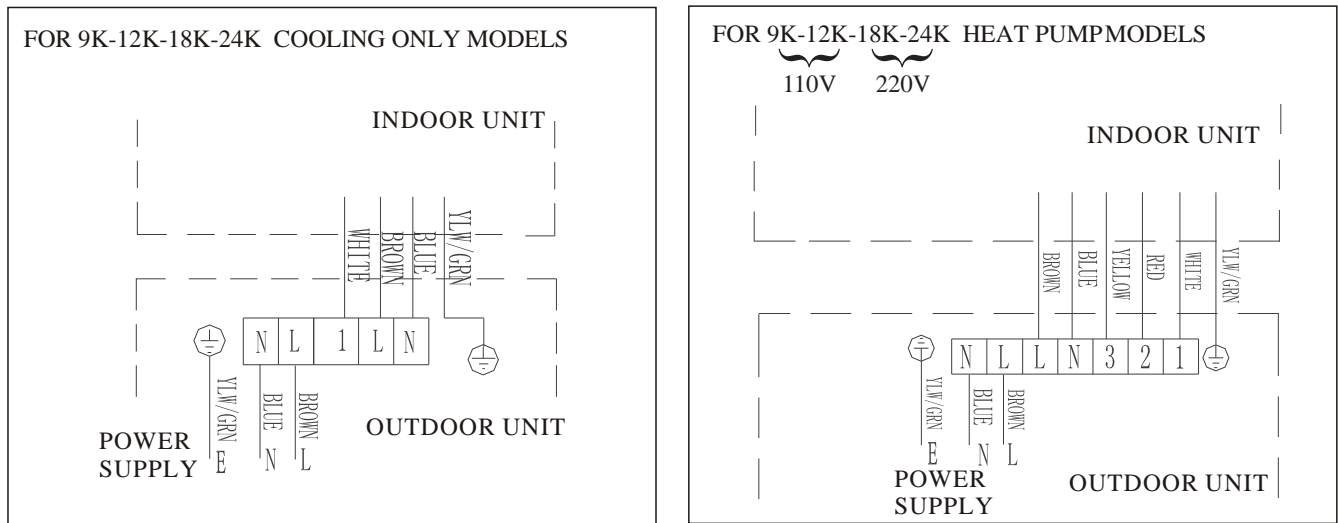 FOR 9K-12K-18K-24K COOLING ONLY MODELS
INDOOR UNIT
WHITE
BROWN
BLUE
YLW/GRN
N L 1 L N
YLW/GRN
BLUE
BROWN
OUTDOOR UNIT
POWER
SUPPLY
E N L
FOR 9K-12K-18K-24K HEAT PUMP MODELS
110V 220V
INDOOR UNIT
BROWN
BLUE
YELLOW
RED
WHITE
YLW/GRN
N L L N 3 2 1
YLW/GRN
BLUE
BROWN
E N L
POWER
SUPPLY
OUTDOOR UNIT